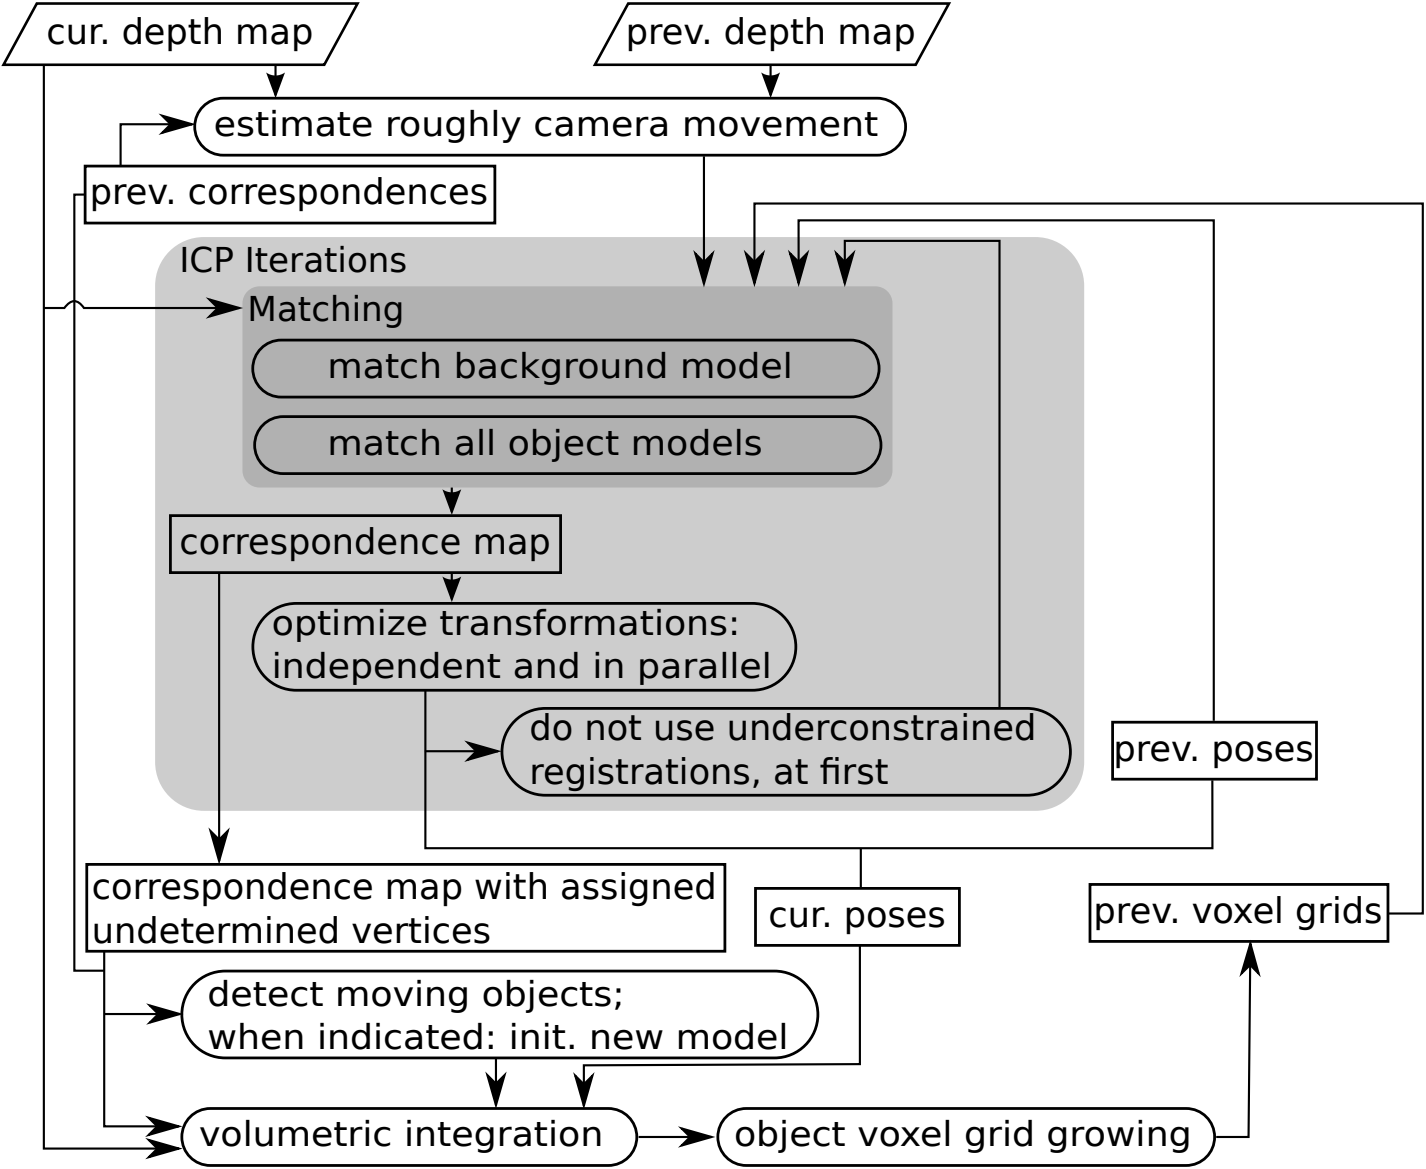 cur. depth map
prev. depth map
estimate roughly camera movement
prev. correspondences
ICP Iterations
Matching
match background model
match all object models
correspondence map
optimize transformations:
independent and in parallel
do not use underconstrained
registrations, at first
prev. poses
correspondence map with assigned
undetermined vertices
cur. poses
prev. voxel grids
detect moving objects;
when indicated: init. new model
volumetric integration
object voxel grid growing